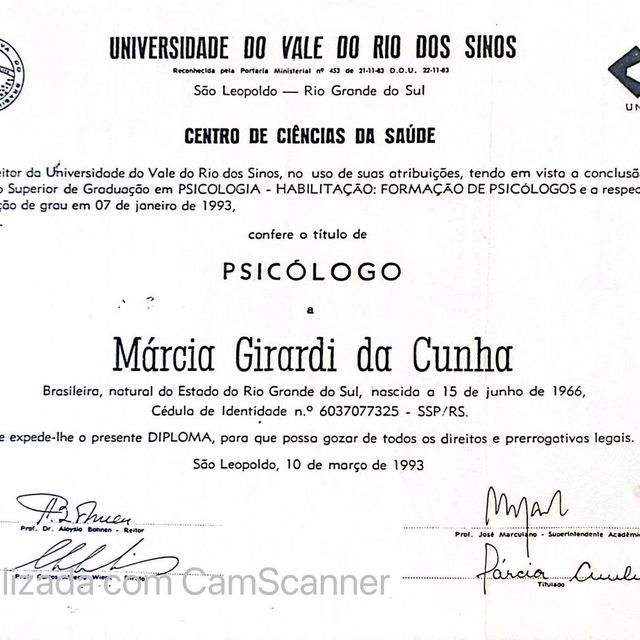 UNIVERSIDADE DO VALE DO RIO DOS SINOS
Reconhecida pela Portaria Ministerial nº 453 de 21-11-83 D.O.U. 22-11-83
São Leopoldo — Rio Grande do Sul
UN
CENTRO DE CIÊNCIAS DA SAÚDE
eitor da Universidade do Vale do Rio dos Sinos, no uso de suas atribuições, tendo em vista a conclusã
o Superior de Graduação em PSICOLOGIA - HABILITAÇÃO: FORMAÇÃO DE PSICÓLOGOS e a respec
ção de grau em 07 de janeiro de 1993,
confere o título de
PSICÓLOGO
a
Márcia Girardi da Cunha
Brasileira, natural do Estado do Rio Grande do Sul, nascida a 15 de junho de 1966,
Cédula de Identidade n.º 6037077325 - SSP/RS.
e expede-lhe o presente DIPLOMA, para que possa gozar de todos os direitos e prerrogativas legais.
São Leopoldo, 10 de março de 1993
Prof. Dr. Aloysio Bohnen - Reitor
Prof. José Marculano - Superintendente Acadêmic
Márcia Cunh
Titulado
lizada com CamScanner